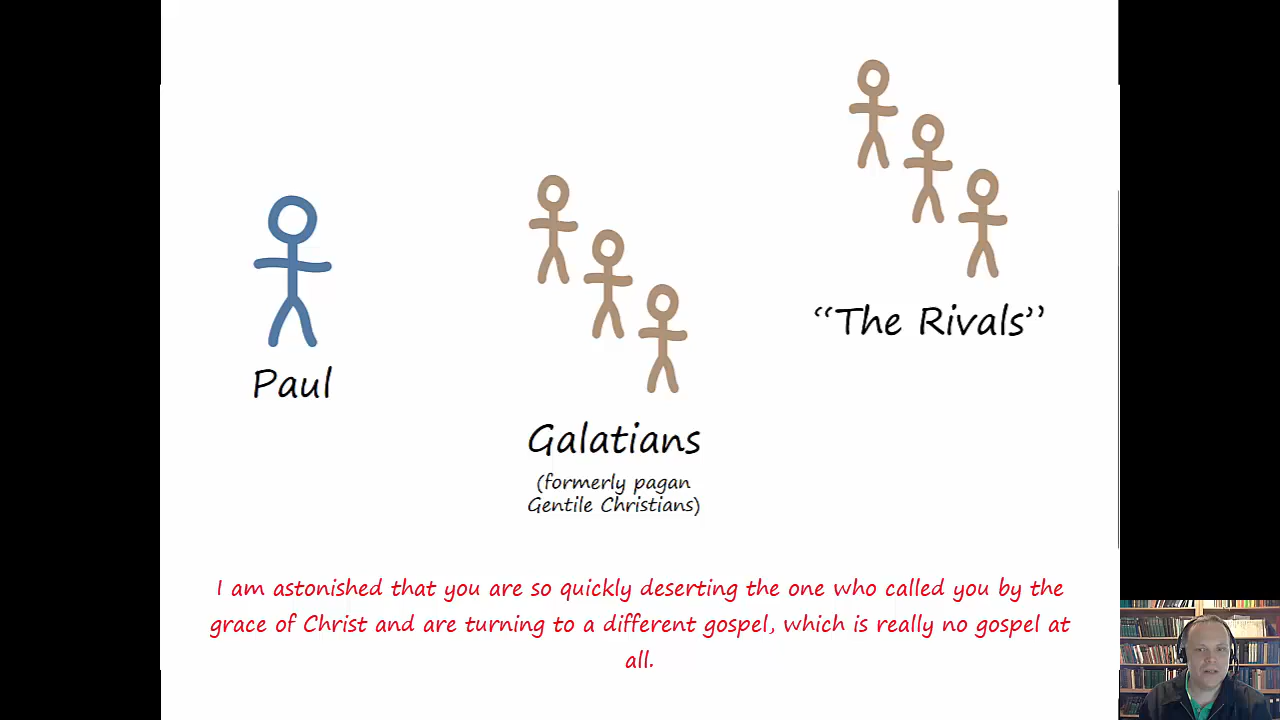 "The Rivals"
Paul
Galatians
(formerly pagan
Gentile Christians)
I am astonished that you are so quickly deserting the one who called you by the
grace of Christ and are turning to a different gospel, which is really no gospel at
all.